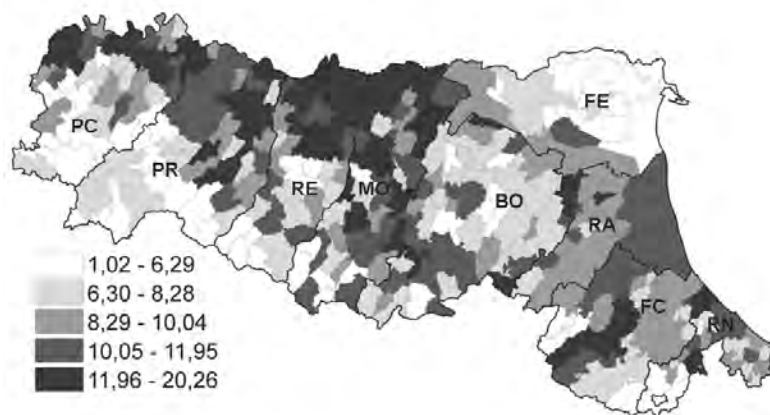 FE
PC
PR
RE
MO
BO
RA
FC
RN
1,02 - 6,29
6,30 - 8,28
8,29 - 10,04
10,05 - 11,95
11,96 - 20,26